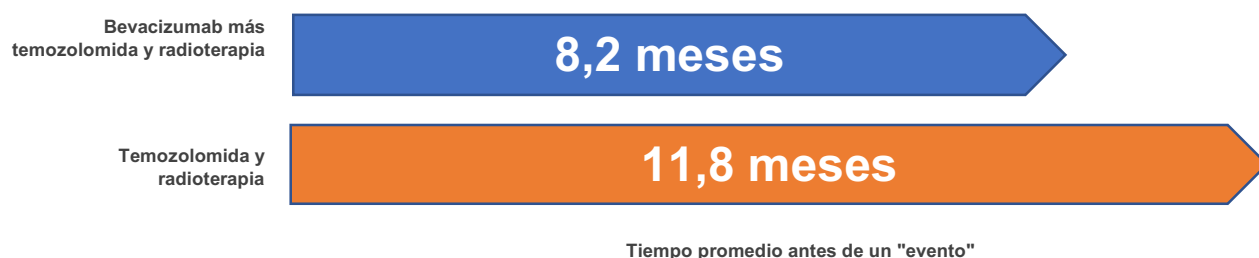 Bevacizumab más
temozolomida y radioterapia
8,2 meses
Temozolomida y
radioterapia
11,8 meses
Tiempo promedio antes de un "evento"